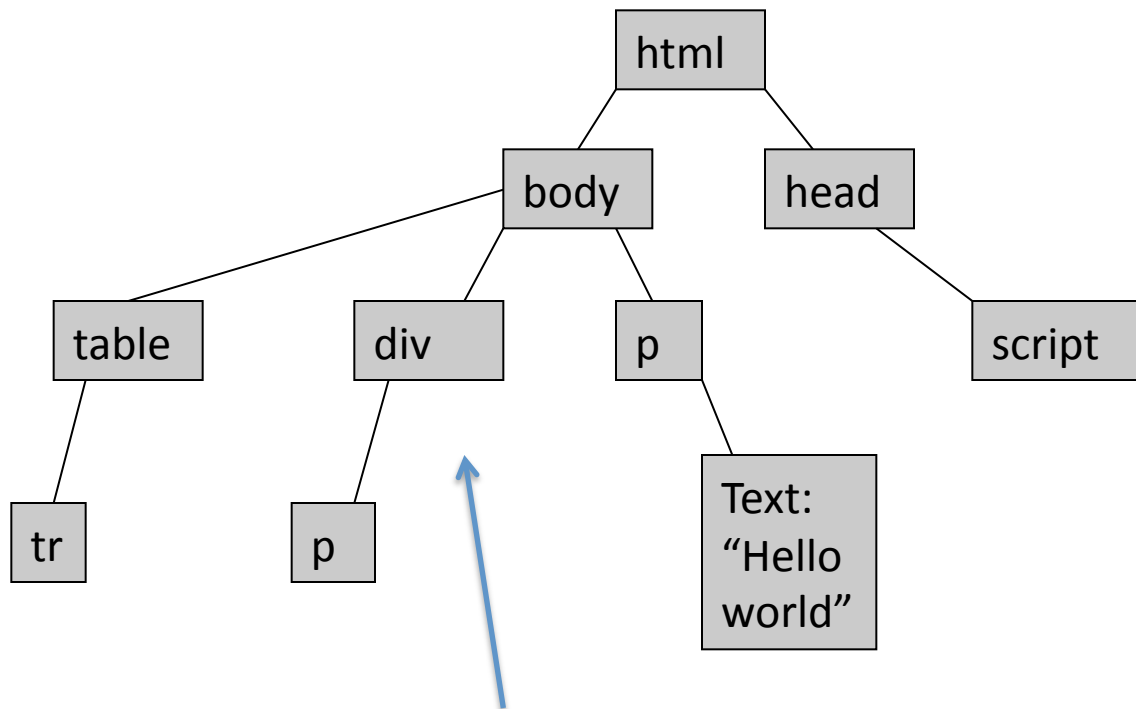 html
body
head
table
div
p
script
tr
p
Text:
“Hello
world”